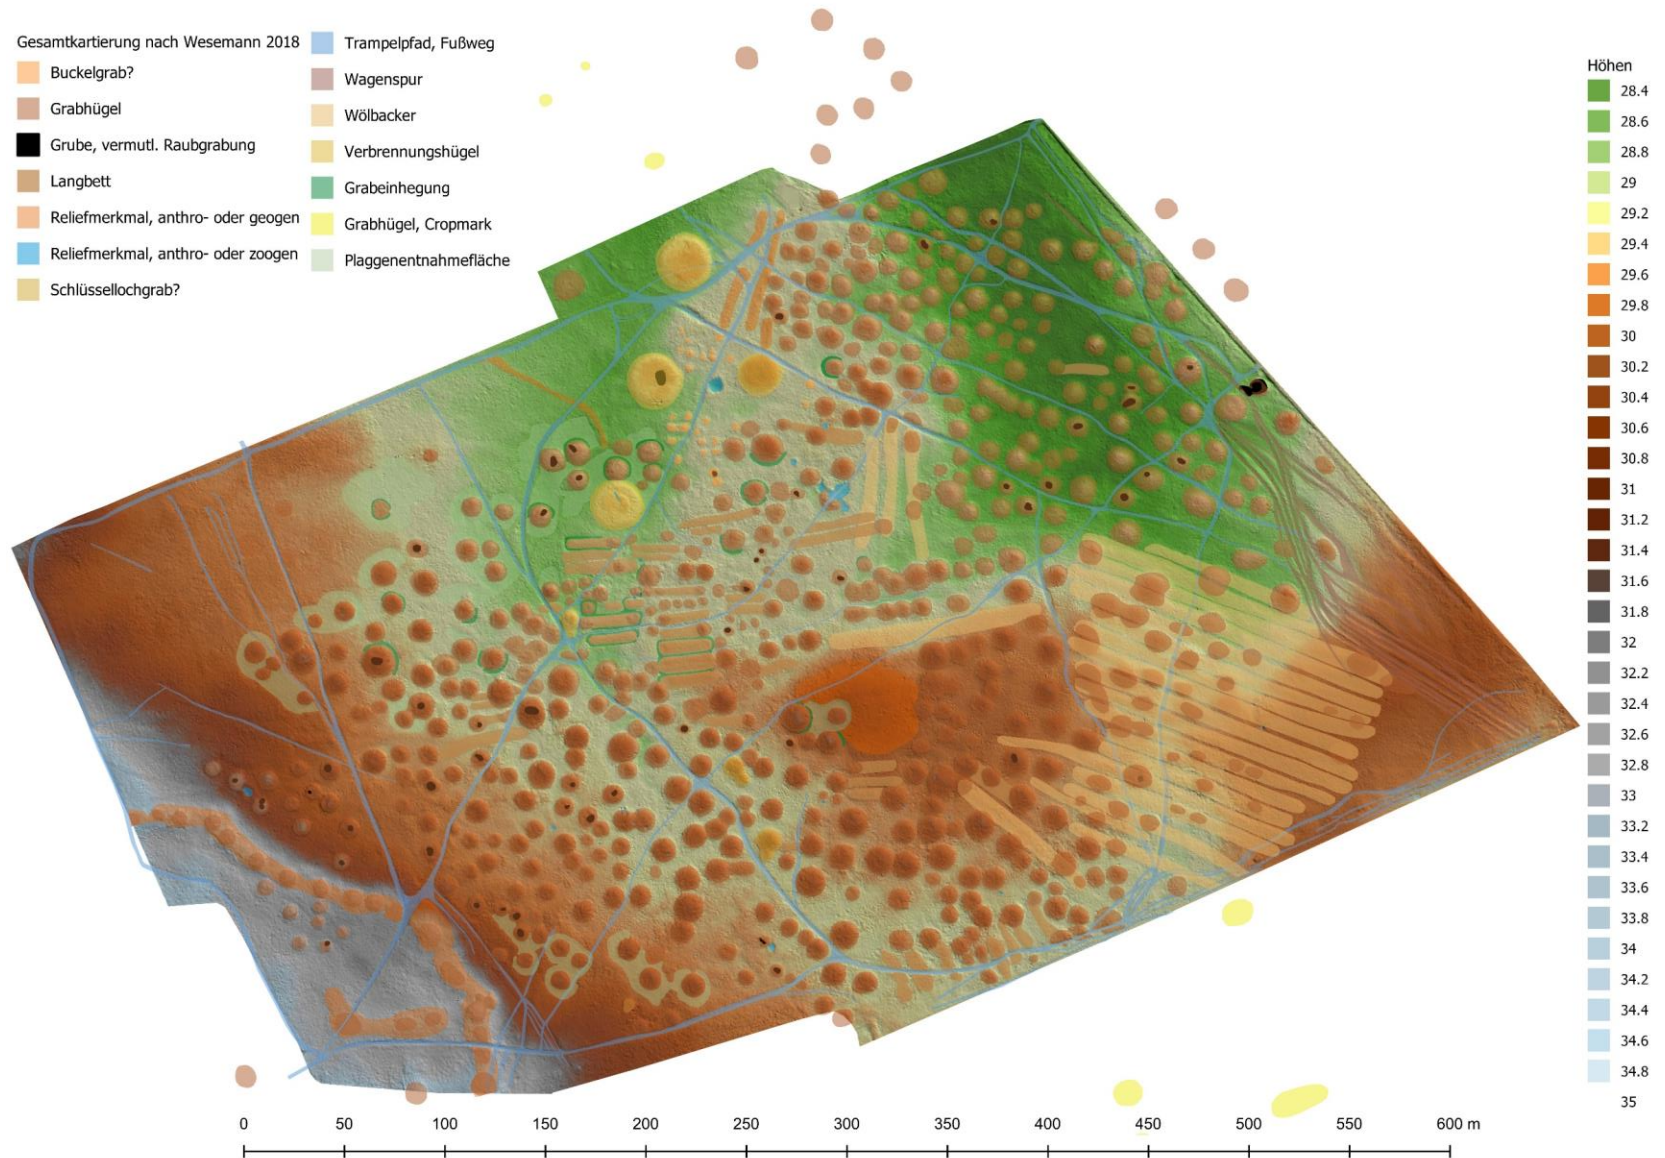 Gesamtkartierung nach Wesemann 2018
Buckelgrab?
Grabhügel
Grube, vermutl. Raubgrabung
Langbett
Reliefmerkmal, anthro- oder geogen
Reliefmerkmal, anthro- oder zoogen
Schlüssellochgrab?
Trampelpfad, Fußweg
Wagenspur
Wölbacker
Verbrennungshügel
Grabeinhegung
Grabhügel, Cropmark
Plaggenentnahmefläche
Höhen
28.4
28.6
28.8
29
29.2
29.4
29.6
29.8
30
30.2
30.4
30.6
30.8
31
31.2
31.4
31.6
31.8
32
32.2
32.4
32.6
32.8
33
33.2
33.4
33.6
33.8
34
34.2
34.4
34.6
34.8
35
0 50 100 150 200 250 300 350 400 450 500 550 600 m